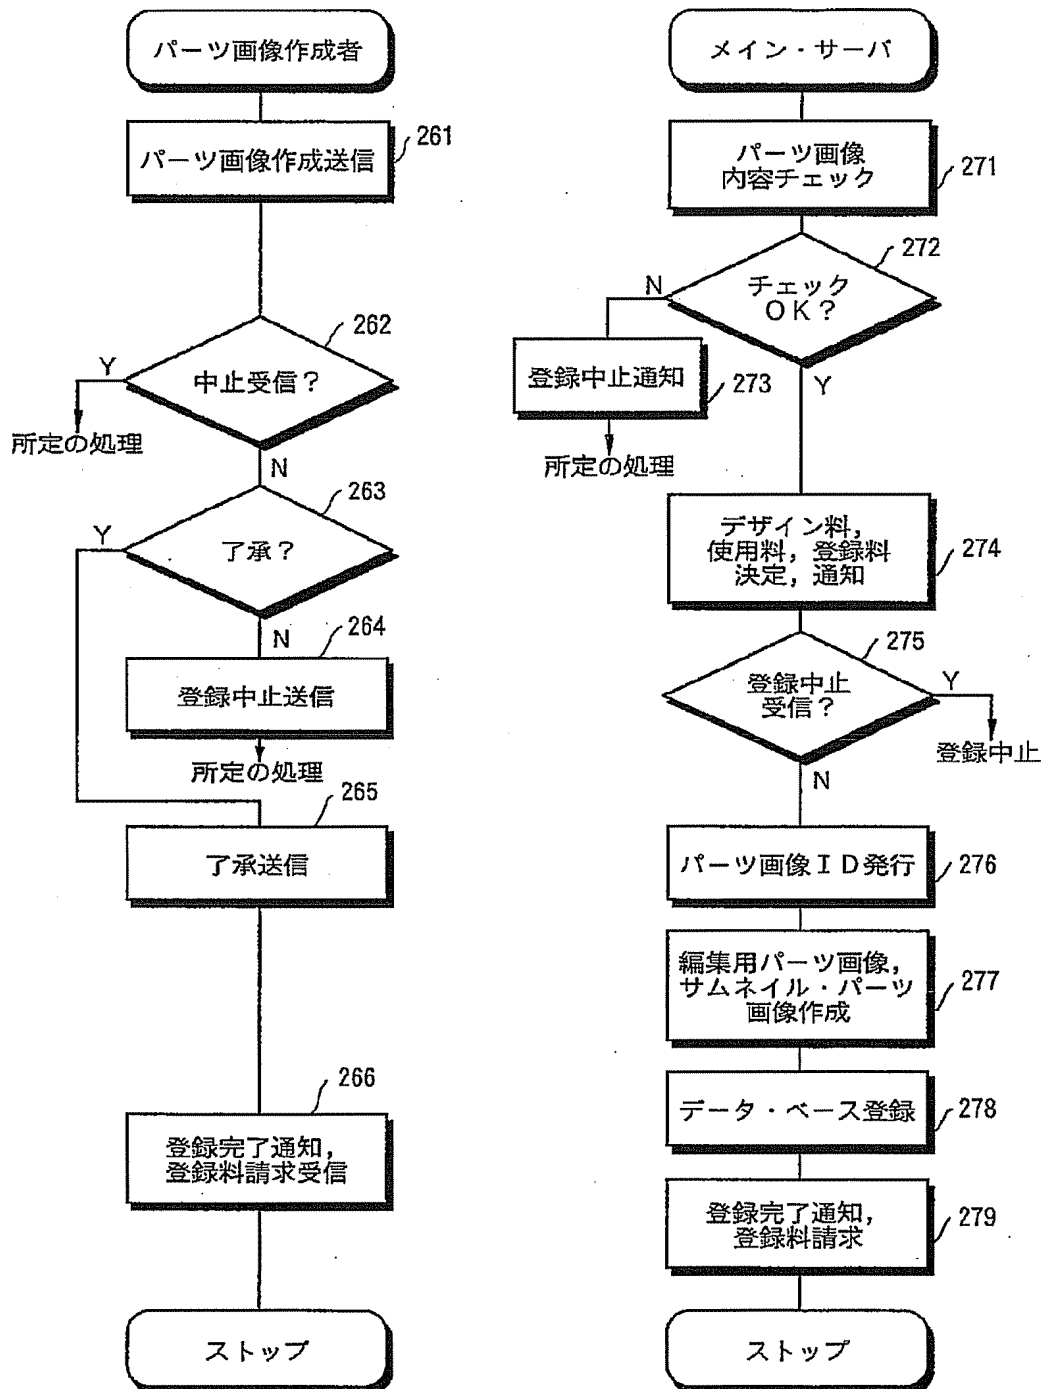 パーツ画像作成者
パーツ画像作成送信
261
262
中止受信？
Y
所定の処理
N
263
了承？
Y
N
264
登録中止送信
所定の処理
265
了承送信
266
登録完了通知，
登録料請求受信
ストップ
メイン・サーバ
パーツ画像
内容チェック
271
272
チェック
ＯＫ？
N
登録中止通知
273
所定の処理
Y
デザイン料，
使用料，登録料
決定，通知
274
275
登録中止
受信？
Y
登録中止
N
パーツ画像ＩＤ発行
276
編集用パーツ画像，
サムネイル・パーツ
画像作成
277
データ・ベース登録
278
登録完了通知，
登録料請求
279
ストップ